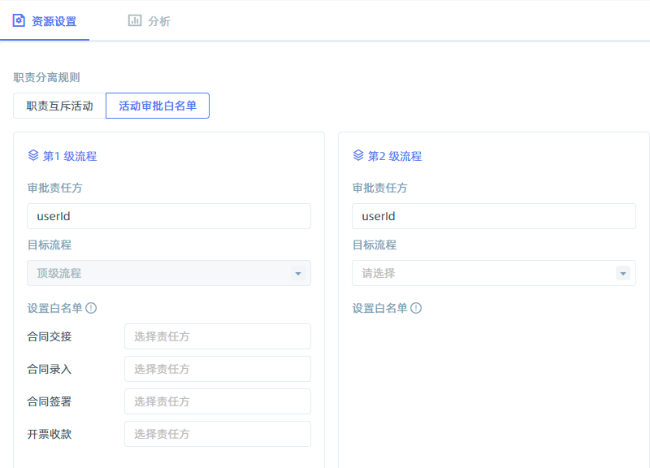 资源设置
分析
职责分离规则
职责互斥活动
活动审批白名单
第1 级流程
审批责任方
userId
目标流程
顶级流程
设置白名单
合同交接
选择责任方
合同录入
选择责任方
合同签署
选择责任方
开票收款
选择责任方
第2 级流程
审批责任方
userId
目标流程
请选择
设置白名单